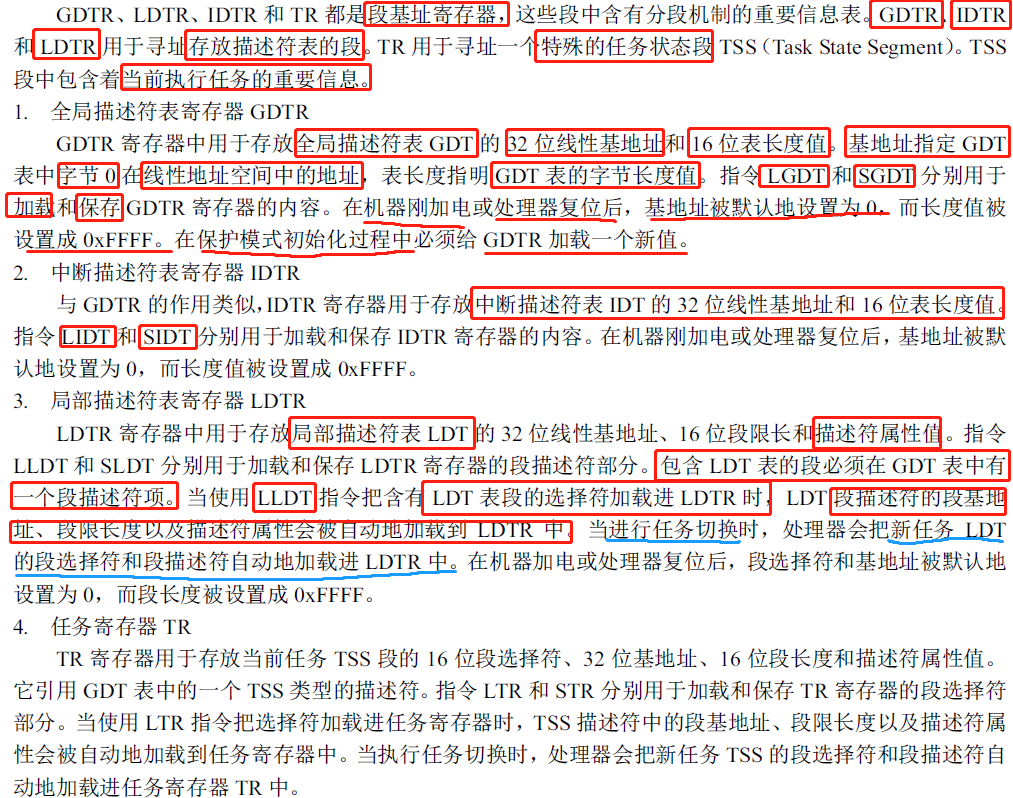 GDTR、LDTR、IDTR 和 TR 都是段基址寄存器，这些段中含有分段机制的重要信息表。GDTR、IDTR
和 LDTR 用于寻址存放描述符表的段。TR 用于寻址一个特殊的任务状态段 TSS（Task State Segment）。TSS
段中包含着当前执行任务的重要信息。
1. 全局描述符表寄存器 GDTR
GDTR 寄存器中用于存放全局描述符表 GDT 的 32 位线性基地址和 16 位表长度值。基地址指定 GDT
表中字节 0 在线性地址空间中的地址，表长度指明 GDT 表的字节长度值。指令 LGDT 和 SGDT 分别用于
加载和保存 GDTR 寄存器的内容。在机器刚加电或处理器复位后，基地址被默认地设置为 0，而长度值被
设置成 0xFFFF。在保护模式初始化过程中必须给 GDTR 加载一个新值。
2. 中断描述符表寄存器 IDTR
与 GDTR 的作用类似，IDTR 寄存器用于存放中断描述符表 IDT 的 32 位线性基地址和 16 位表长度值。
指令 LIDT 和 SIDT 分别用于加载和保存 IDTR 寄存器的内容。在机器刚加电或处理器复位后，基地址被默
认地设置为 0，而长度值被设置成 0xFFFF。
3. 局部描述符表寄存器 LDTR
LDTR 寄存器中用于存放局部描述符表 LDT 的 32 位线性基地址、16 位段限长和描述符属性值。指令
LLDT 和 SLDT 分别用于加载和保存 LDTR 寄存器的段描述符部分。包含 LDT 表的段必须在 GDT 表中有
一个段描述符项。当使用 LLDT 指令把含有 LDT 表段的选择符加载进 LDTR 时，LDT 段描述符的段基地
址、段限长度以及描述符属性会被自动地加载到 LDTR 中。当进行任务切换时，处理器会把新任务 LDT
的段选择符和段描述符自动地加载进 LDTR 中。在机器加电或处理器复位后，段选择符和基地址被默认地
设置为 0，而段长度被设置成 0xFFFF。
4. 任务寄存器 TR
TR 寄存器用于存放当前任务 TSS 段的 16 位段选择符、32 位基地址、16 位段长度和描述符属性值。
它引用 GDT 表中的一个 TSS 类型的描述符。指令 LTR 和 STR 分别用于加载和保存 TR 寄存器的段选择符
部分。当使用 LTR 指令把选择符加载进任务寄存器时，TSS 描述符中的段基地址、段限长度以及描述符属
性会被自动地加载到任务寄存器中。当执行任务切换时，处理器会把新任务 TSS 的段选择符和段描述符自
动地加载进任务寄存器 TR 中。